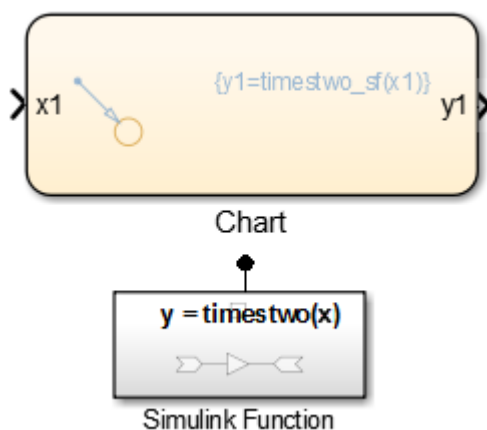 {y1=timestwo_sf(x1)}
x1
y1
Chart
y = timestwo(x)
Simulink Function